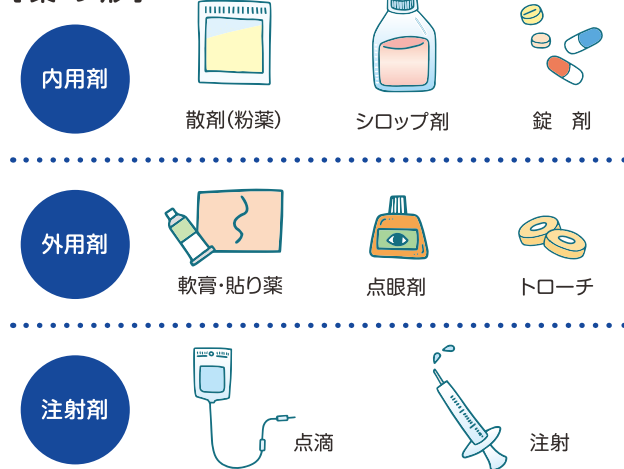 内用剤
散剤(粉薬)
シロップ剤
錠　剤
外用剤
軟膏・貼り薬
点眼剤
トローチ
注射剤
点滴
注射